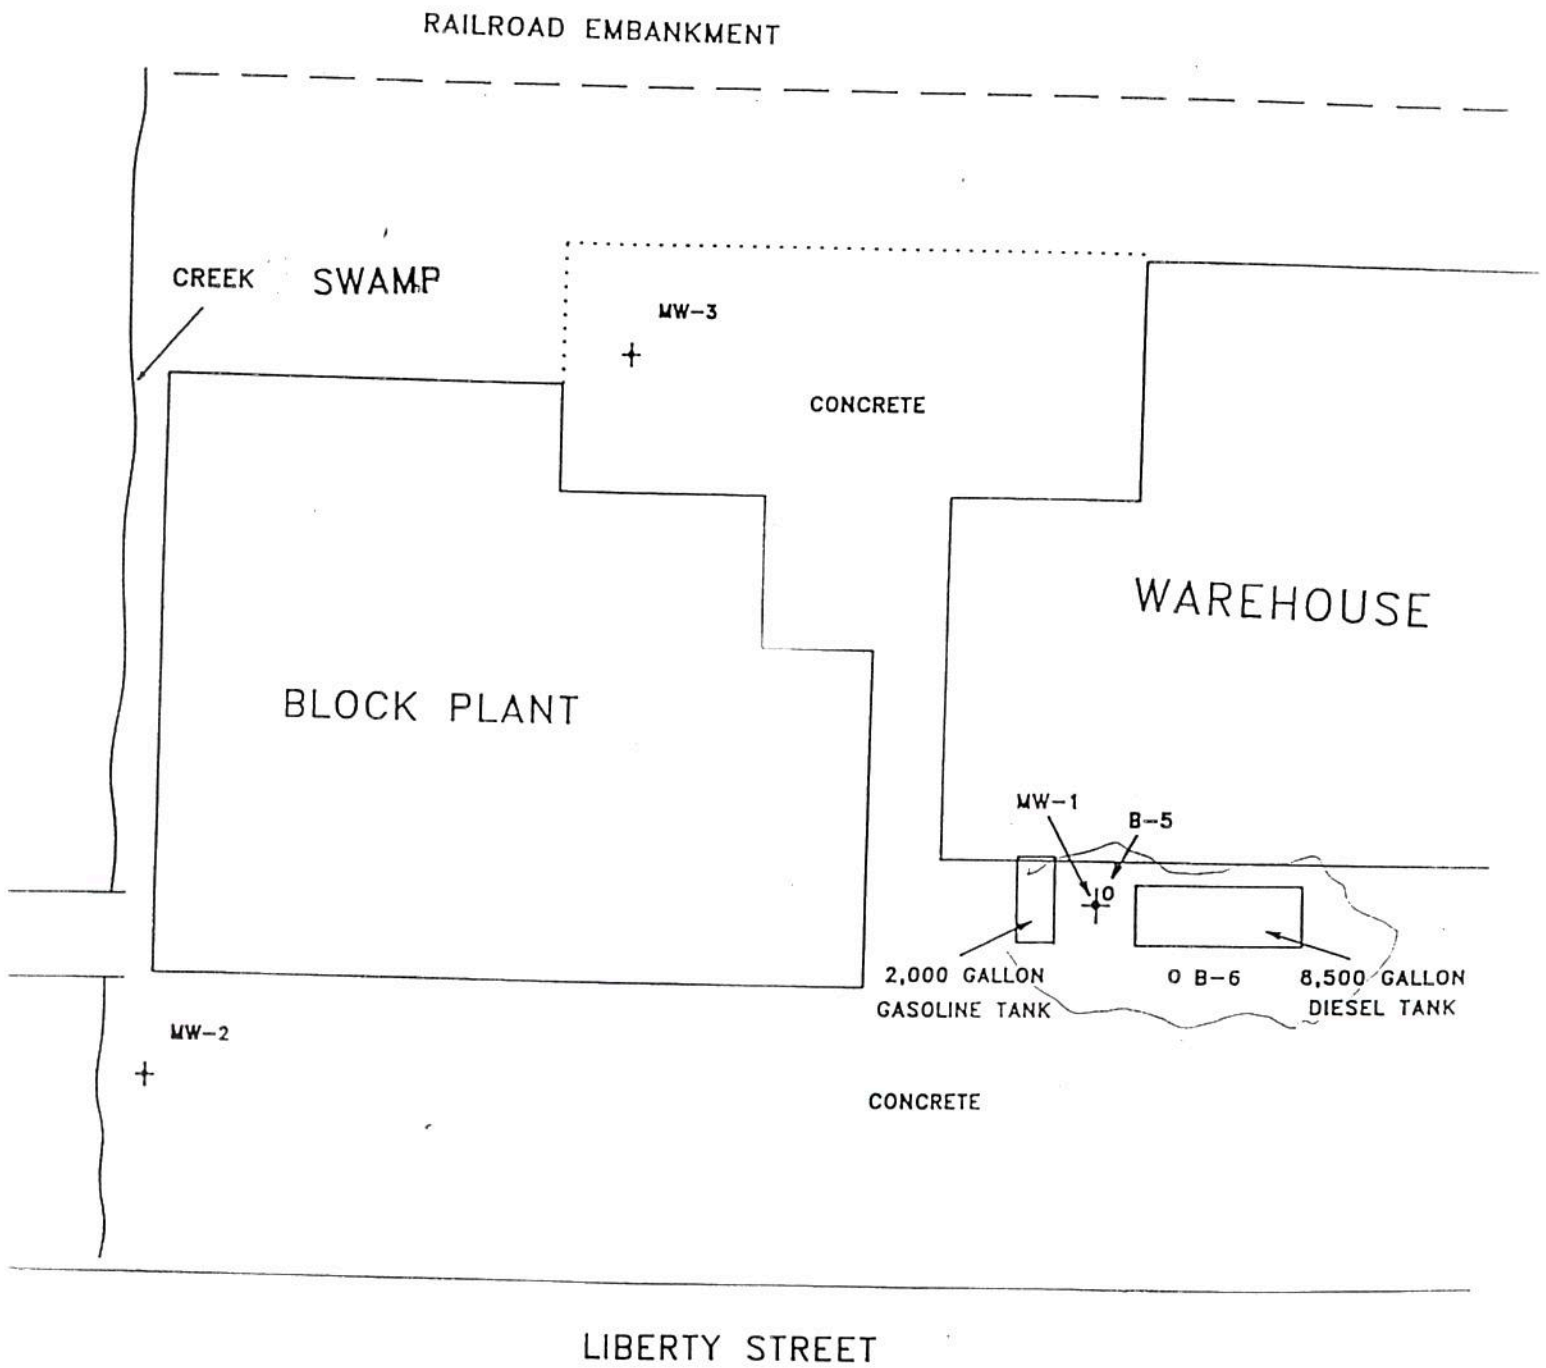 RAILROAD EMBANKMENT
CREEK
SWAMP
MW-3
CONCRETE
WAREHOUSE
BLOCK PLANT
MW-1
B-5
2,000 GALLON
GASOLINE TANK
O B-6
8,500 GALLON
DIESEL TANK
MW-2
CONCRETE
LIBERTY STREET